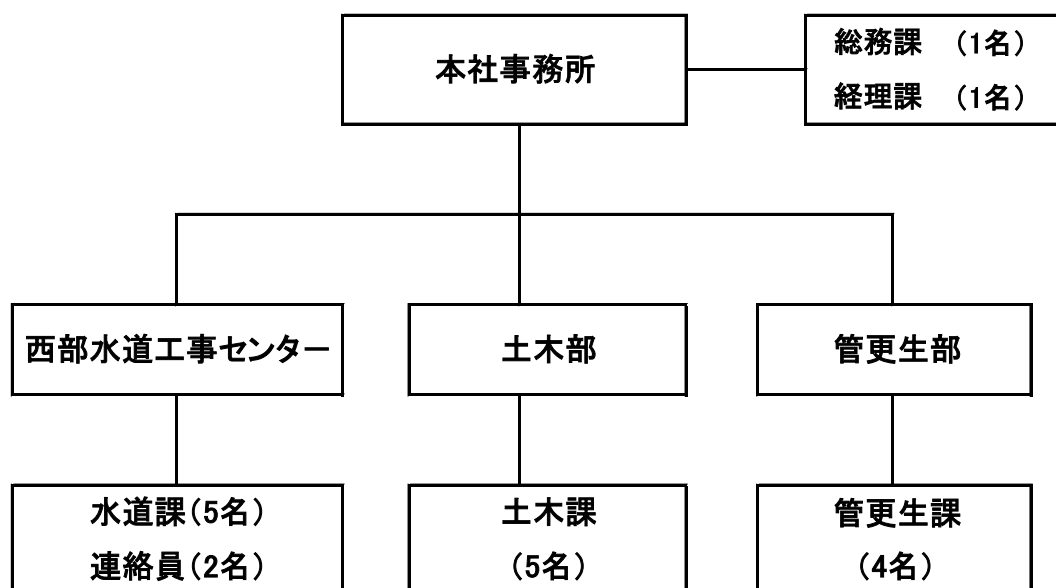 本社事務所
総務課　（1名）
経理課　（1名）
西部水道工事センター
土木部
管更生部
水道課（5名）
連絡員（2名）
土木課
（5名）
管更生課
（4名）